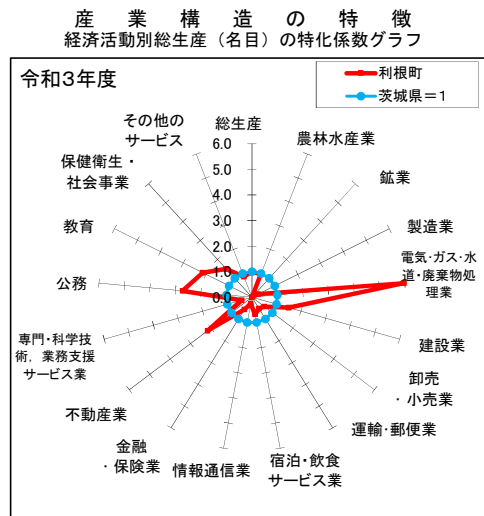 産業構造の特徴
経済活動別総生産（名目）の特化係数グラフ
令和3年度
利根町
茨城県＝1
総生産
農林水産業
鉱業
製造業
電気・ガス・水
道・廃棄物処
理業
建設業
卸売
・小売業
運輸・郵便業
宿泊・飲食
サービス業
情報通信業
金融
・保険業
不動産業
専門・科学技
術，業務支援
サービス業
公務
教育
保健衛生・
社会事業
その他の
サービス
6.0
5.0
4.0
3.0
2.0
1.0
0.0